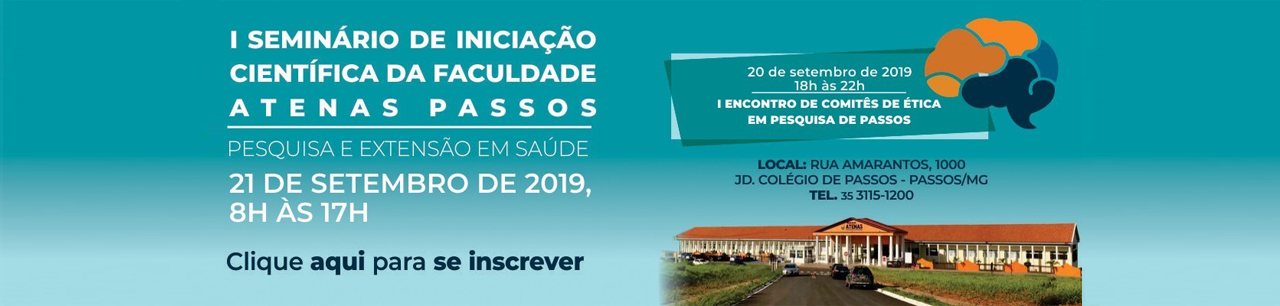 I SEMINÁRIO DE INICIAÇÃO
CIENTÍFICA DA FACULDADE
ATENAS PASSOS
PESQUISA E EXTENSÃO EM SAÚDE
21 DE SETEMBRO DE 2019,
8H ÀS 17H
Clique aqui para se inscrever
20 de setembro de 2019
18h às 22h
I ENCONTRO DE COMITÊS DE ÉTICA
EM PESQUISA DE PASSOS
LOCAL: RUA AMARANTOS, 1000
JD. COLÉGIO DE PASSOS - PASSOS/MG
TEL. 35 3115-1200
ATENAS